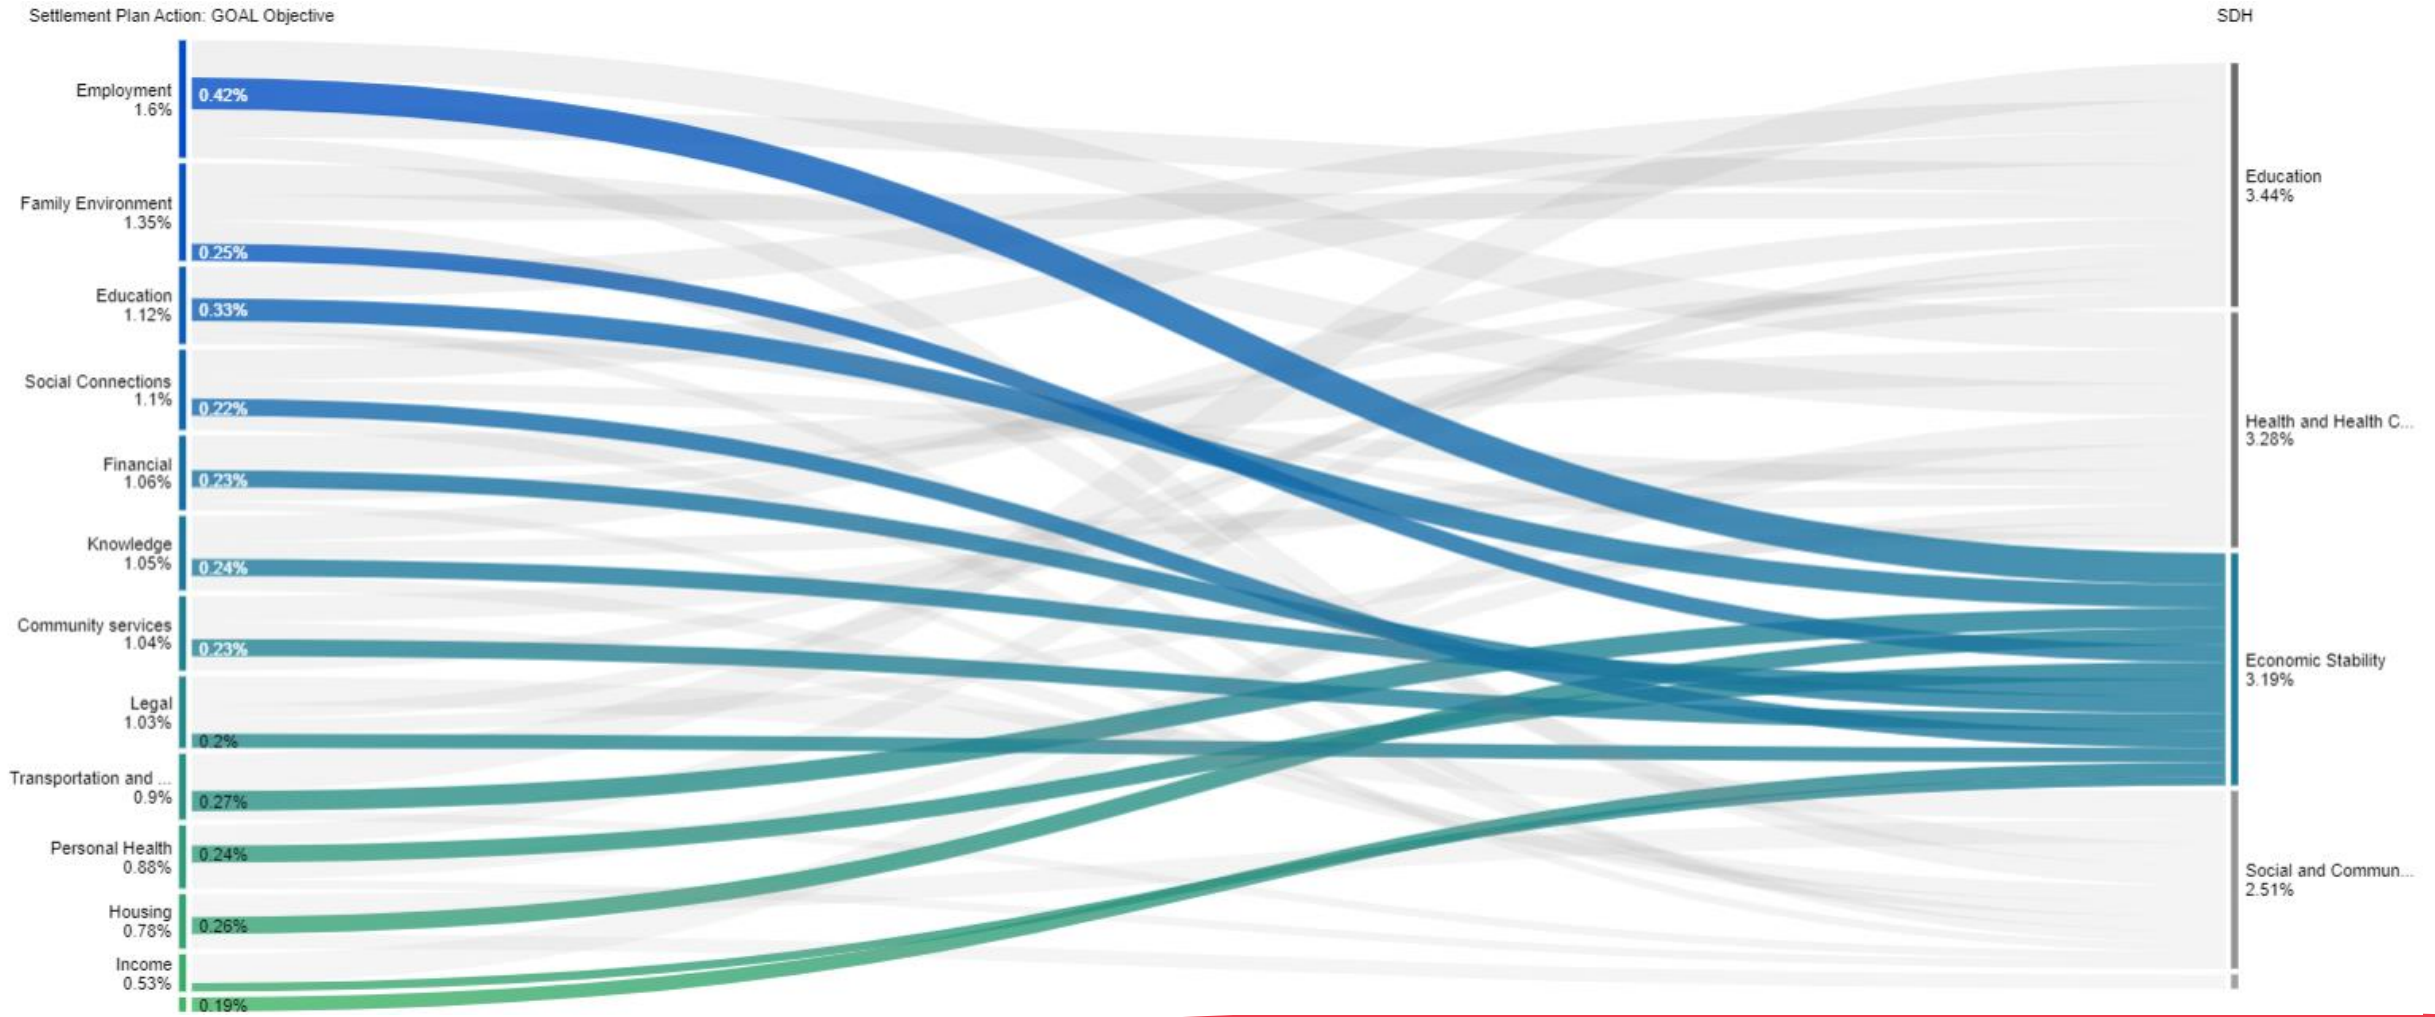 Settlement Plan Action: GOAL Objective
SDH
Employment
1.6%
0.42%
Family Environment
1.35%
0.25%
Education
1.12%
0.33%
Social Connections
1.1%
0.22%
Financial
1.06%
0.23%
Knowledge
1.05%
0.24%
Community services
1.04%
0.23%
Legal
1.03%
0.2%
Transportation and ...
0.9%
0.27%
Personal Health
0.88%
0.24%
Housing
0.78%
0.26%
Income
0.53%
0.19%
Education
3.44%
Health and Health C...
3.28%
Economic Stability
3.19%
Social and Commun...
2.51%